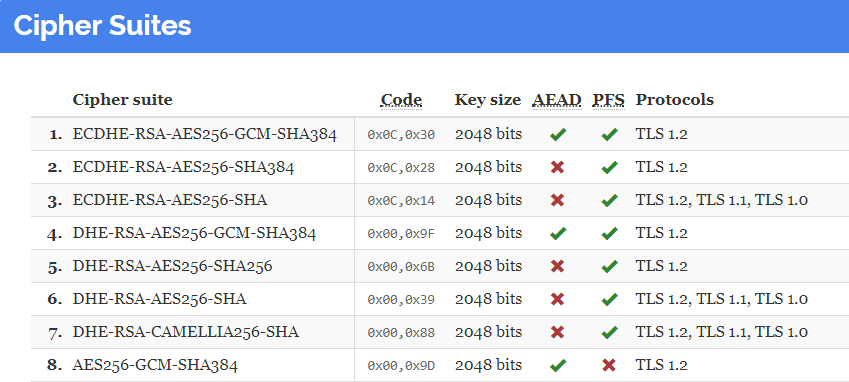 Cipher Suites
Cipher suite Code Key size AEAD PFS Protocols
1. ECDHE-RSA-AES256-GCM-SHA384 0x0C,0x30 2048 bits ✔ ✔ TLS 1.2
2. ECDHE-RSA-AES256-SHA384 0x0C,0x28 2048 bits ✖ ✔ TLS 1.2
3. ECDHE-RSA-AES256-SHA 0x0C,0x14 2048 bits ✖ ✔ TLS 1.2, TLS 1.1, TLS 1.0
4. DHE-RSA-AES256-GCM-SHA384 0x00,0x9F 2048 bits ✔ ✔ TLS 1.2
5. DHE-RSA-AES256-SHA256 0x00,0x6B 2048 bits ✖ ✔ TLS 1.2
6. DHE-RSA-AES256-SHA 0x00,0x39 2048 bits ✖ ✔ TLS 1.2, TLS 1.1, TLS 1.0
7. DHE-RSA-CAMELLIA256-SHA 0x00,0x88 2048 bits ✖ ✔ TLS 1.2, TLS 1.1, TLS 1.0
8. AES256-GCM-SHA384 0x00,0x9D 2048 bits ✔ ✖ TLS 1.2